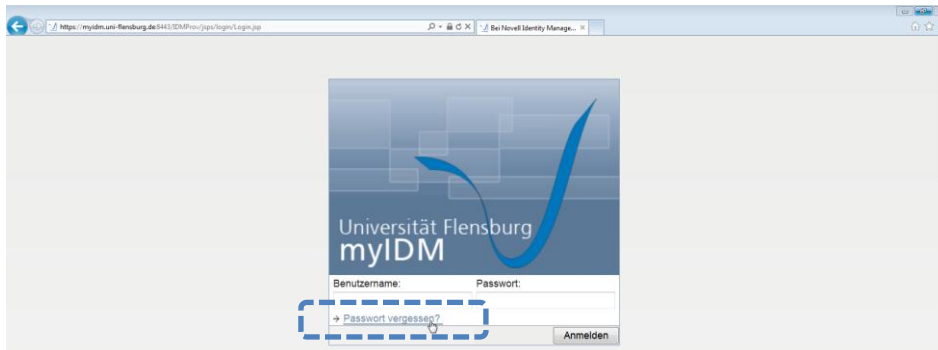 https://myidm.uni-flensburg.de:8443/IDMProv/jsps/login/Login.jsp
Bei Novell Identity Manage...
Universität Flensburg
myIDM
Benutzername: Passwort:
→ Passwort vergessen?
Anmelden